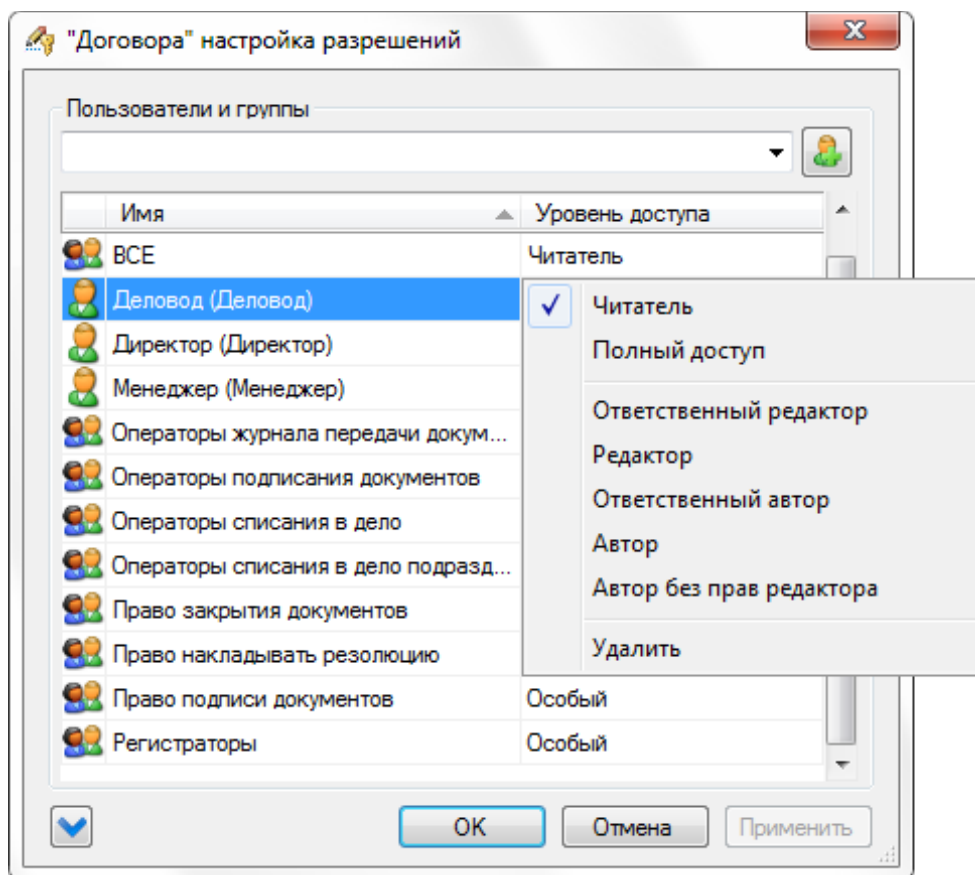 "Договора" настройка разрешений
Пользователи и группы
Имя Уровень доступа
ВСЕ Читатель
Деловод (Деловод)
Директор (Директор)
Менеджер (Менеджер)
Операторы журнала передачи докум...
Операторы подписания документов
Операторы списания в дело
Операторы списания в дело подразд...
Право закрытия документов
Право накладывать резолюцию
Право подписи документов Особый
Регистраторы Особый
Читатель
Полный доступ
Ответственный редактор
Редактор
Ответственный автор
Автор
Автор без прав редактора
Удалить
OK Отмена Применить